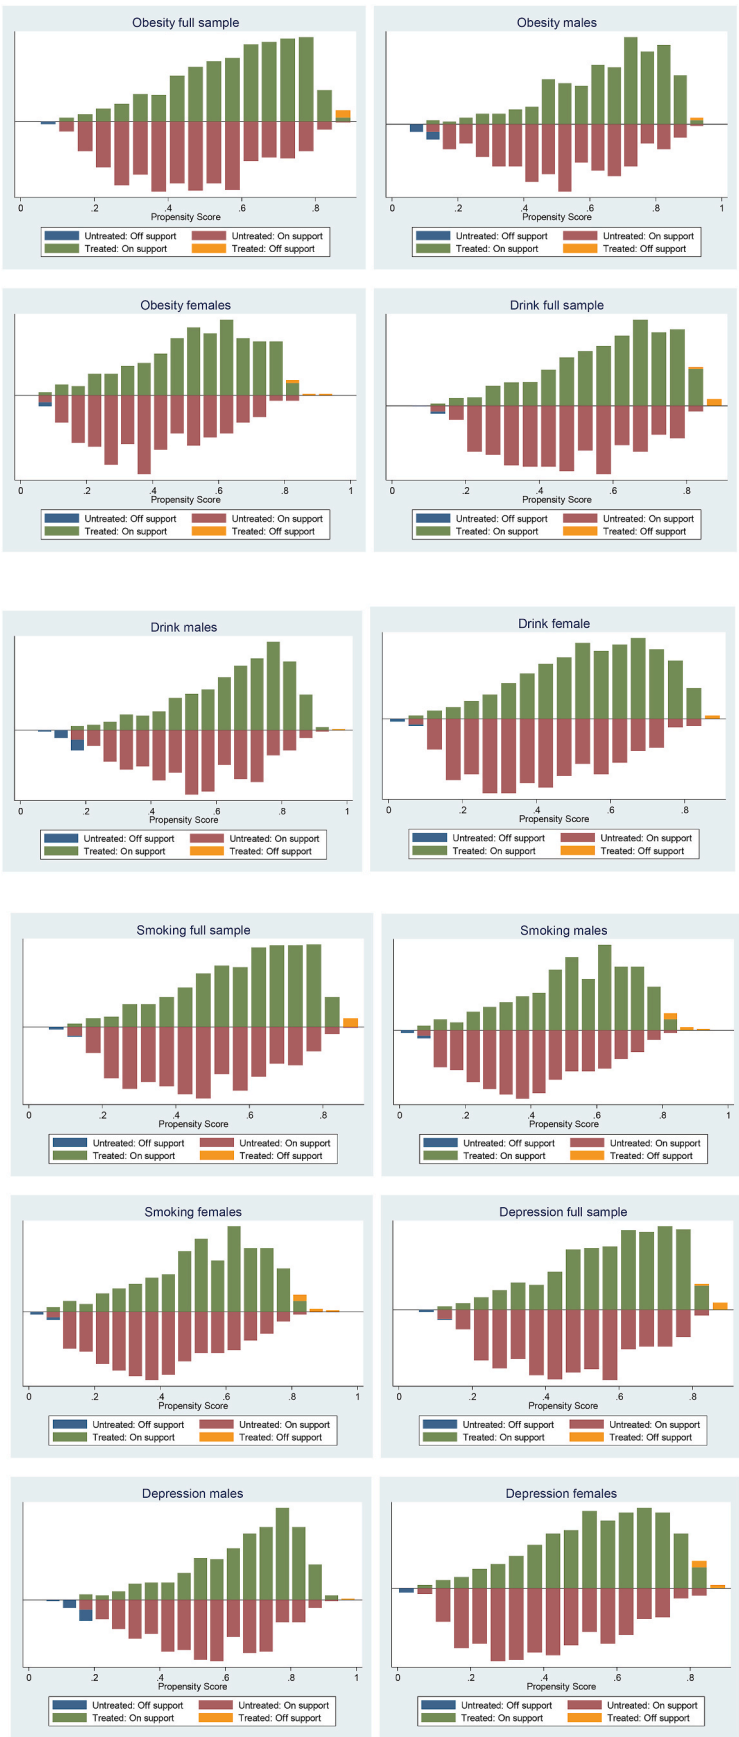 Obesity full sample
0 .2 .4 .6 .8
Propensity Score
Untreated: Off support Untreated: On support
Treated: On support Treated: Off support
Obesity males
0 .2 .4 .6 .8 1
Propensity Score
Untreated: Off support Untreated: On support
Treated: On support Treated: Off support
Obesity females
0 .2 .4 .6 .8 1
Propensity Score
Untreated: Off support Untreated: On support
Treated: On support Treated: Off support
Drink full sample
0 .2 .4 .6 .8
Propensity Score
Untreated: Off support Untreated: On support
Treated: On support Treated: Off support
Drink males
0 .2 .4 .6 .8 1
Propensity Score
Untreated: Off support Untreated: On support
Treated: On support Treated: Off support
Drink female
0 .2 .4 .6 .8
Propensity Score
Untreated: Off support Untreated: On support
Treated: On support Treated: Off support
Smoking full sample
0 .2 .4 .6 .8
Propensity Score
Untreated: Off support Untreated: On support
Treated: On support Treated: Off support
Smoking males
0 .2 .4 .6 .8 1
Propensity Score
Untreated: Off support Untreated: On support
Treated: On support Treated: Off support
Smoking females
0 .2 .4 .6 .8 1
Propensity Score
Untreated: Off support Untreated: On support
Treated: On support Treated: Off support
Depression full sample
0 .2 .4 .6 .8
Propensity Score
Untreated: Off support Untreated: On support
Treated: On support Treated: Off support
Depression males
0 .2 .4 .6 .8 1
Propensity Score
Untreated: Off support Untreated: On support
Treated: On support Treated: Off support
Depression females
0 .2 .4 .6 .8
Propensity Score
Untreated: Off support Untreated: On support
Treated: On support Treated: Off support